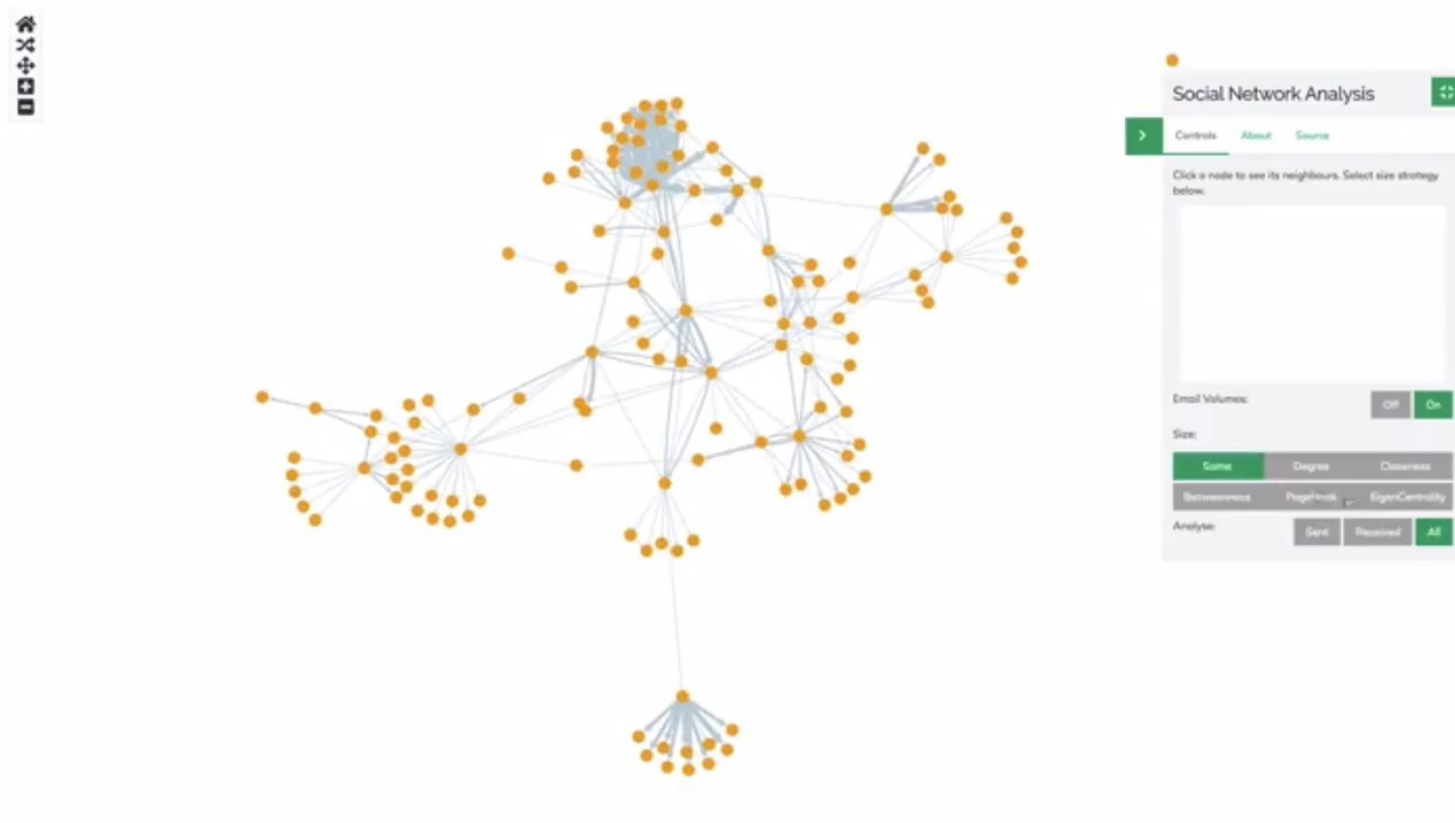 Social Network Analysis
Controls About Source
Click a node to see its neighbours. Select size strategy
below.
Email Volumes: Off On
Size:
Same Degree Closeness
Betweenness PageRank EigenCentrality
Analyse: Sent Received All